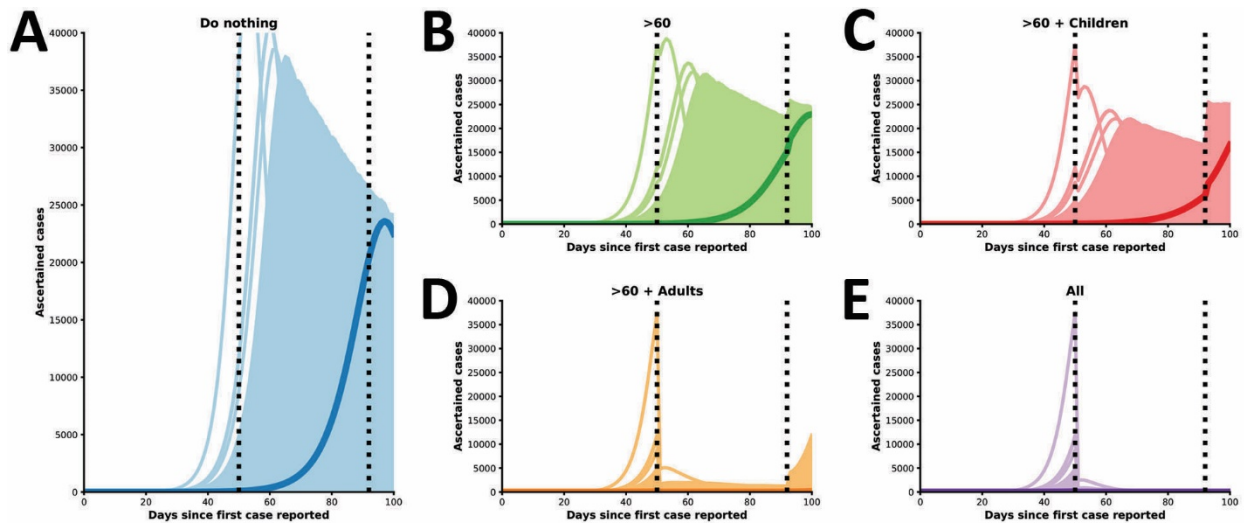 A
Do nothing
Ascertained cases
40000
35000
30000
25000
20000
15000
10000
5000
0
0 20 40 60 80 100
Days since first case reported
B
>60
Ascertained cases
40000
35000
30000
25000
20000
15000
10000
5000
0
0 20 40 60 80 100
Days since first case reported
C
>60 + Children
Ascertained cases
40000
35000
30000
25000
20000
15000
10000
5000
0
0 20 40 60 80 100
Days since first case reported
D
>60 + Adults
Ascertained cases
40000
35000
30000
25000
20000
15000
10000
5000
0
0 20 40 60 80 100
Days since first case reported
E
All
Ascertained cases
40000
35000
30000
25000
20000
15000
10000
5000
0
0 20 40 60 80 100
Days since first case reported